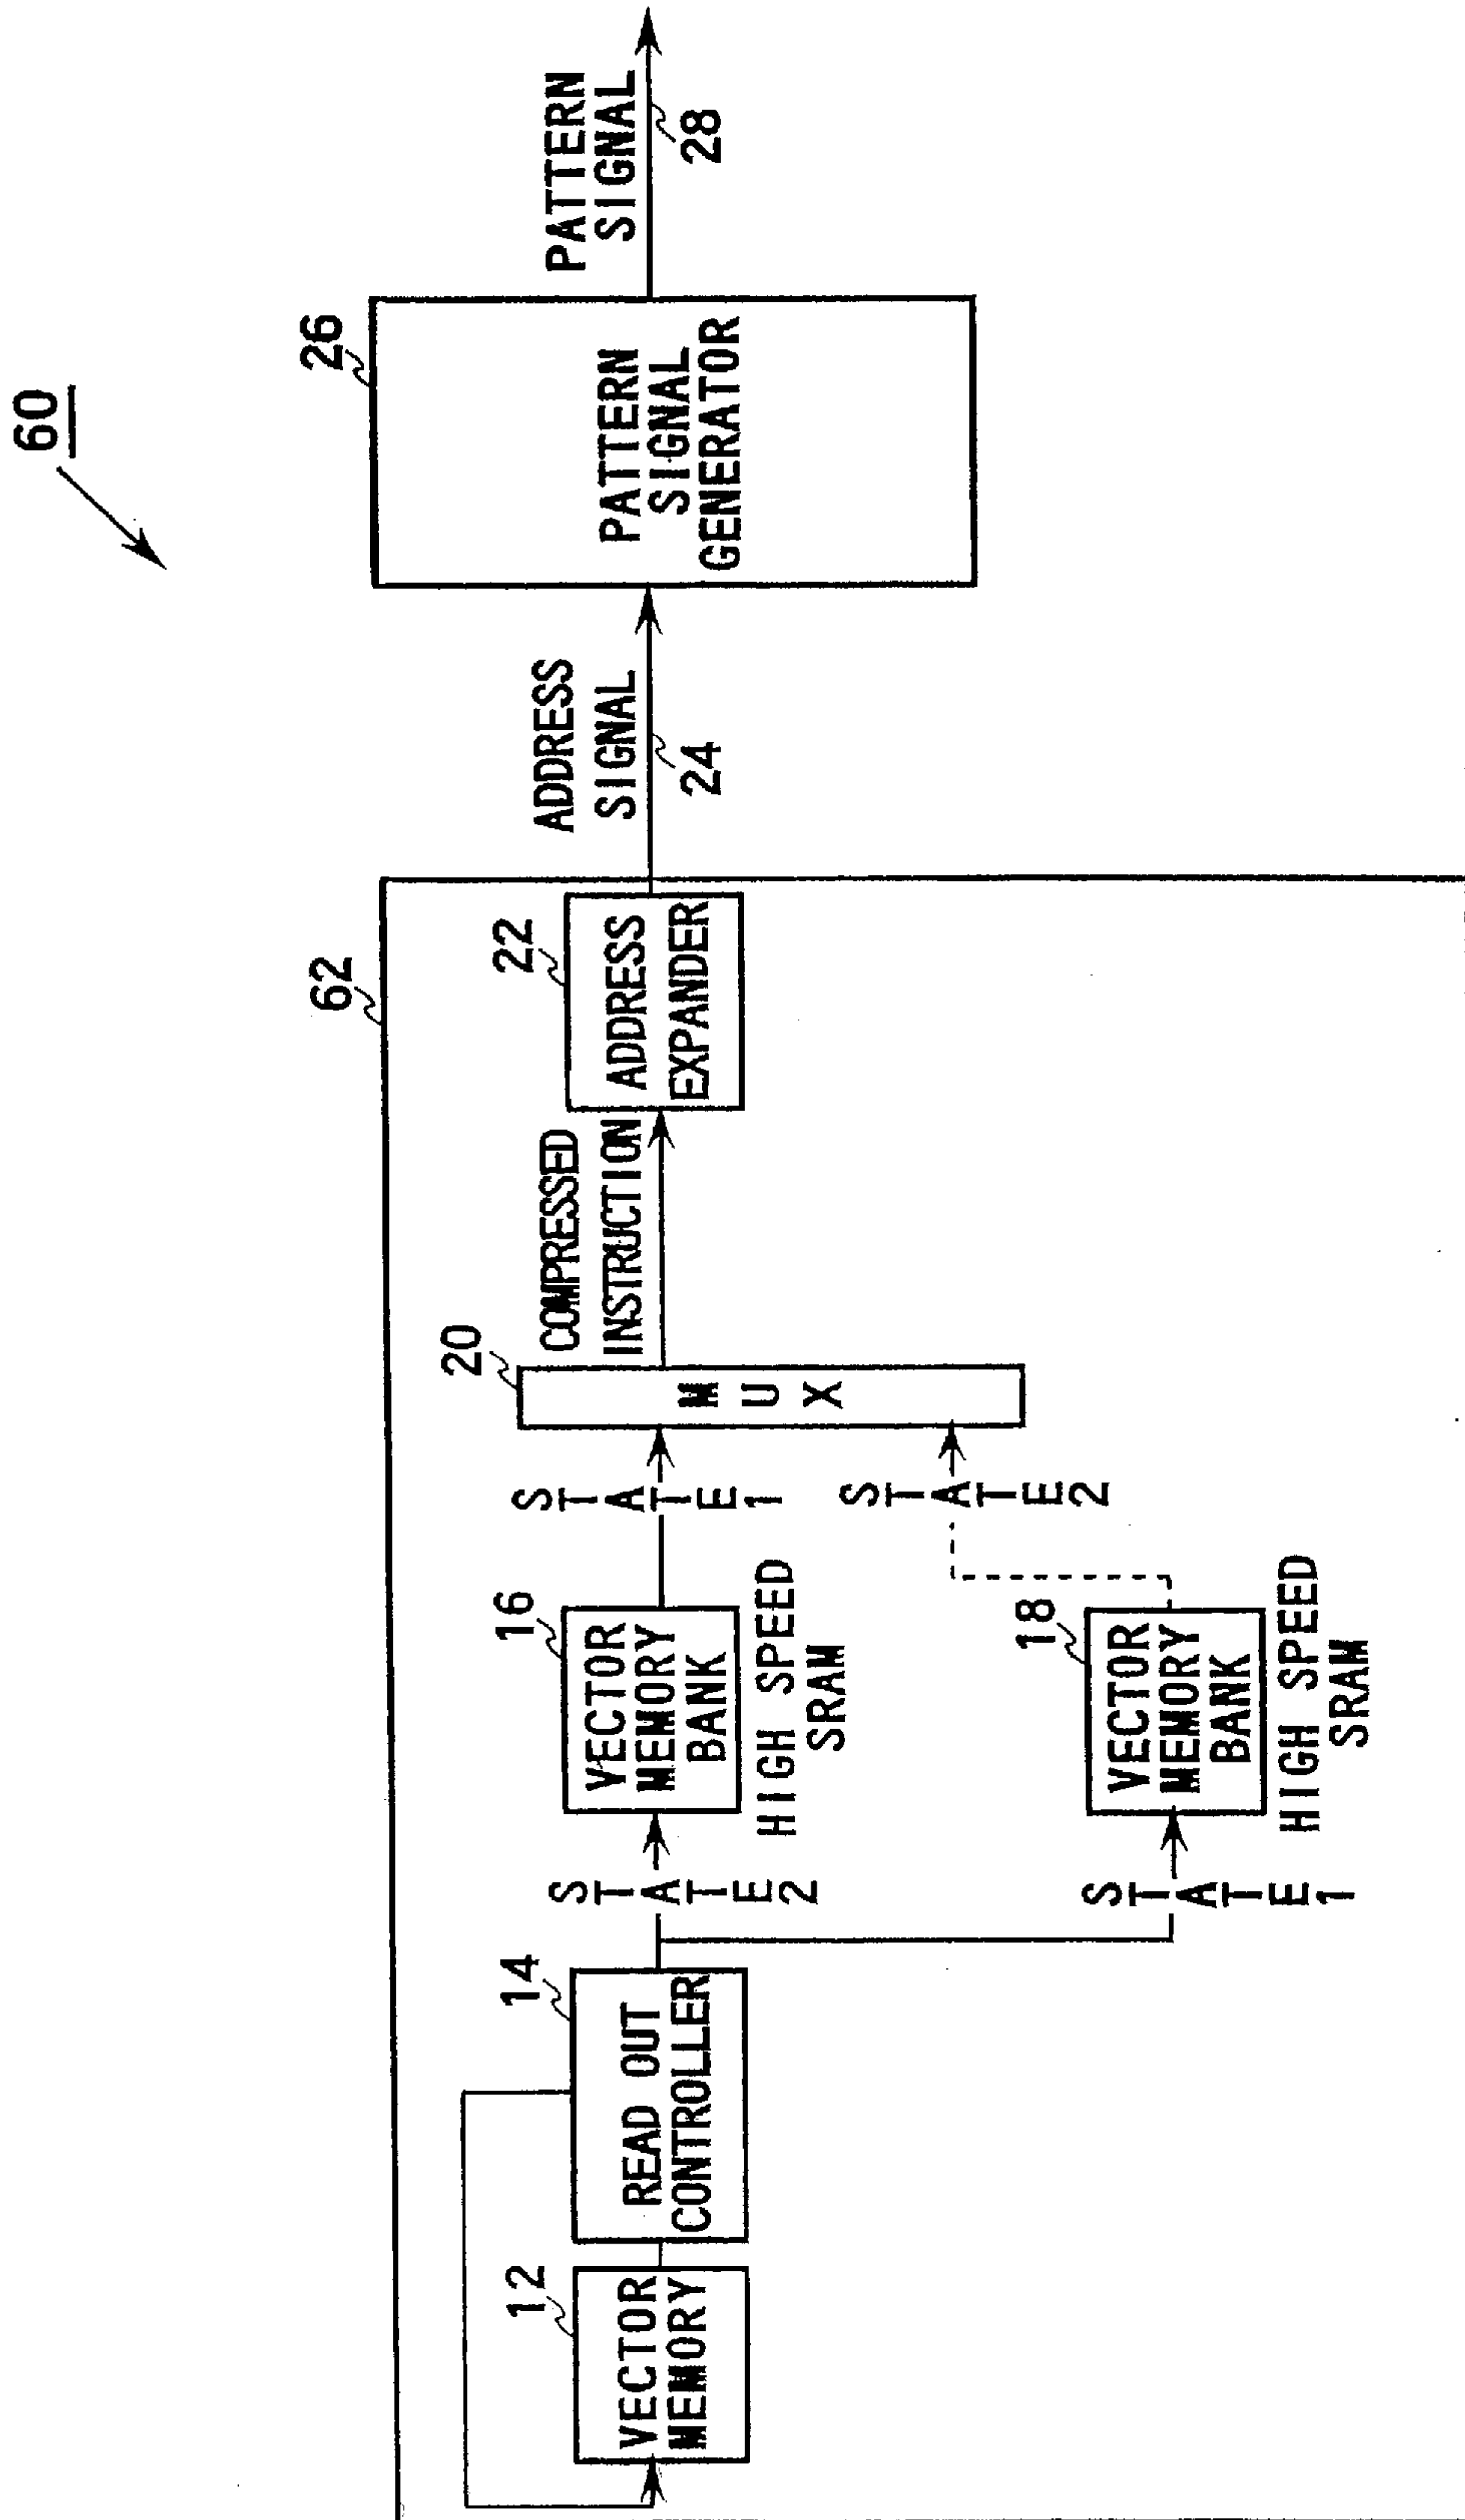 60
26
PATTERN
SIGNAL
GENERATOR
PATTERN
SIGNAL
28
ADDRESS
SIGNAL
24
62
22
ADDRESS
EXPANDER
COMPRESSED
INSTRUCTION
20
MUX
STATE1
STATE2
16
VECTOR
MEMORY
BANK
HIGH SPEED
SRAM
18
VECTOR
MEMORY
BANK
HIGH SPEED
SRAM
STATE2
STATE1
14
READ OUT
CONTROLLER
12
VECTOR
MEMORY